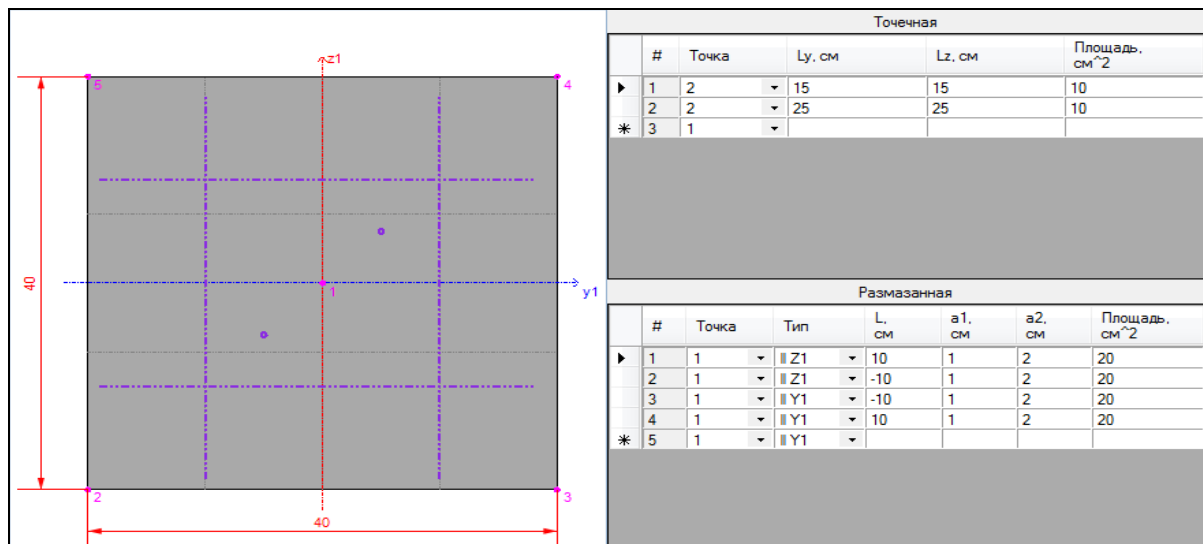 z1
5
4
40
1
y1
2
3
40
Точечная
# Точка Ly, см Lz, см Площадь, см^2
1 2 15 15 10
2 2 25 25 10
3 1
Размазанная
# Точка Тип L, см a1, см a2, см Площадь, см^2
1 1 Z1 10 1 2 20
2 1 Z1 -10 1 2 20
3 1 Y1 -10 1 2 20
4 1 Y1 10 1 2 20
5 1 Y1